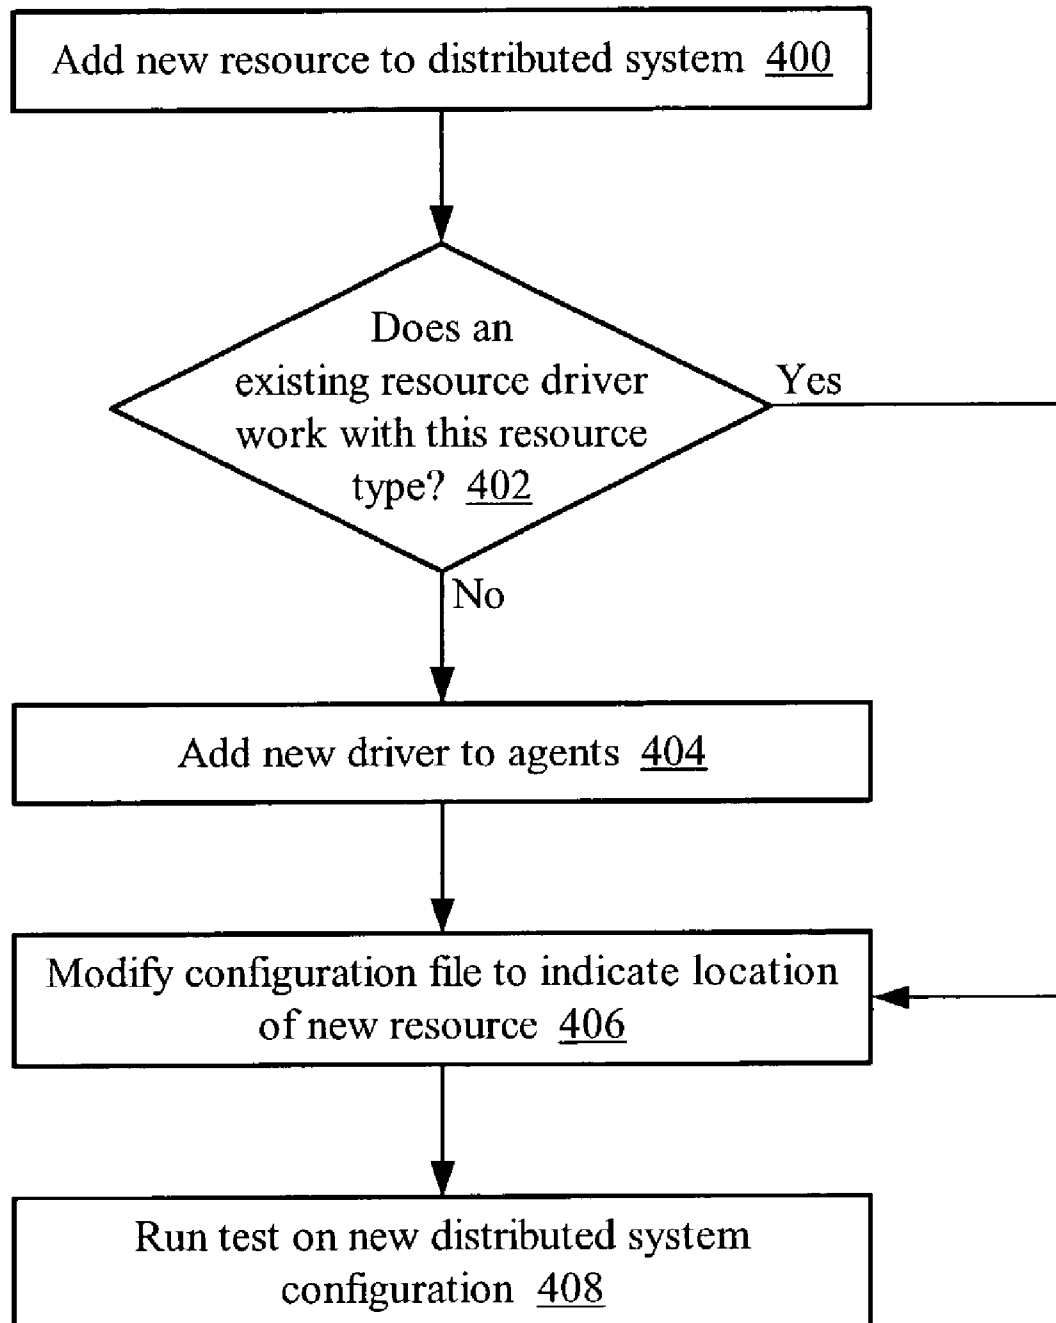 Add new resource to distributed system 400
Does an
existing resource driver
work with this resource
type? 402
Yes
No
Add new driver to agents 404
Modify configuration file to indicate location
of new resource 406
Run test on new distributed system
configuration 408